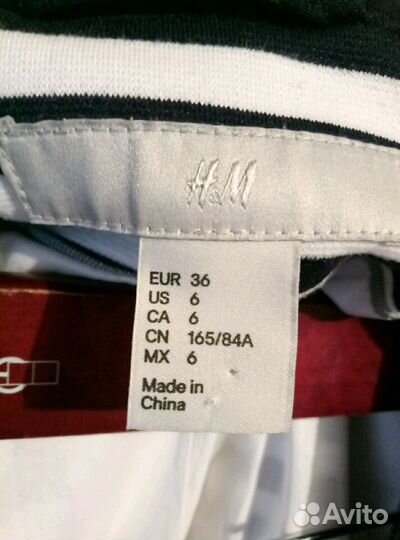 H&M
EUR 36
US 6
CA 6
CN 165/84A
MX 6
Made in
China
Avito